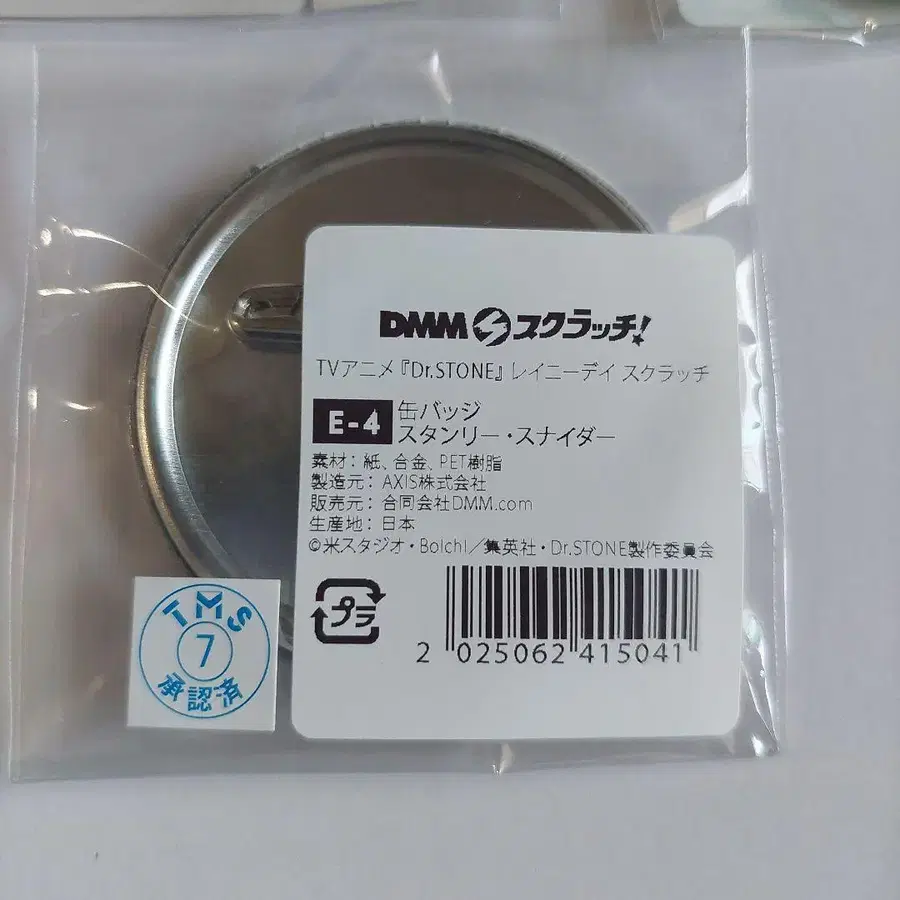 DMM スクラッチ!
TVアニメ『Dr.STONE』レイニーデイ スクラッチ
E-4 缶バッジ
スタンリー・スナイダー
素材：紙、合金、PET樹脂
製造元：AXIS株式会社
販売元：合同会社DMM.com
生産地：日本
©米スタジオ・Boichi／集英社・Dr.STONE製作委員会
プラ
2 025062 415041
TMS
7
承認済